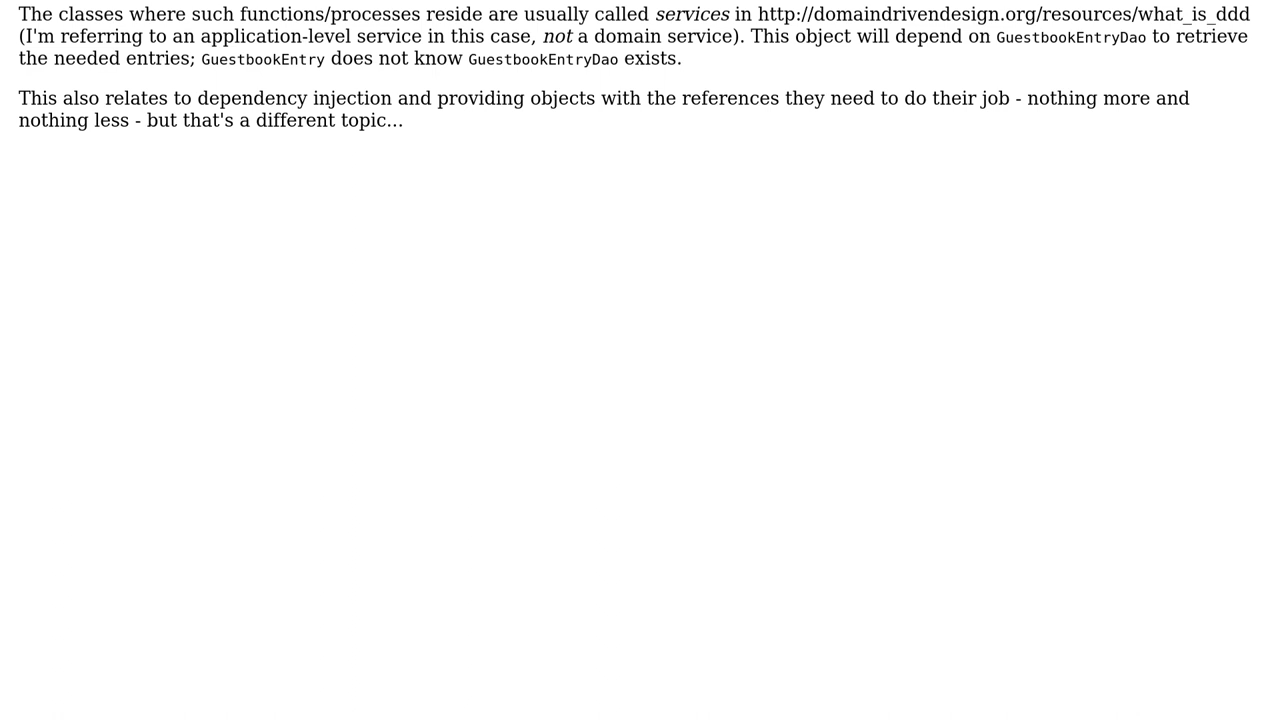 The classes where such functions/processes reside are usually called services in http://domaindrivendesign.org/resources/what_is_ddd
(I'm referring to an application-level service in this case, not a domain service). This object will depend on GuestbookEntryDao to retrieve
the needed entries; GuestbookEntry does not know GuestbookEntryDao exists.
This also relates to dependency injection and providing objects with the references they need to do their job - nothing more and
nothing less - but that's a different topic...